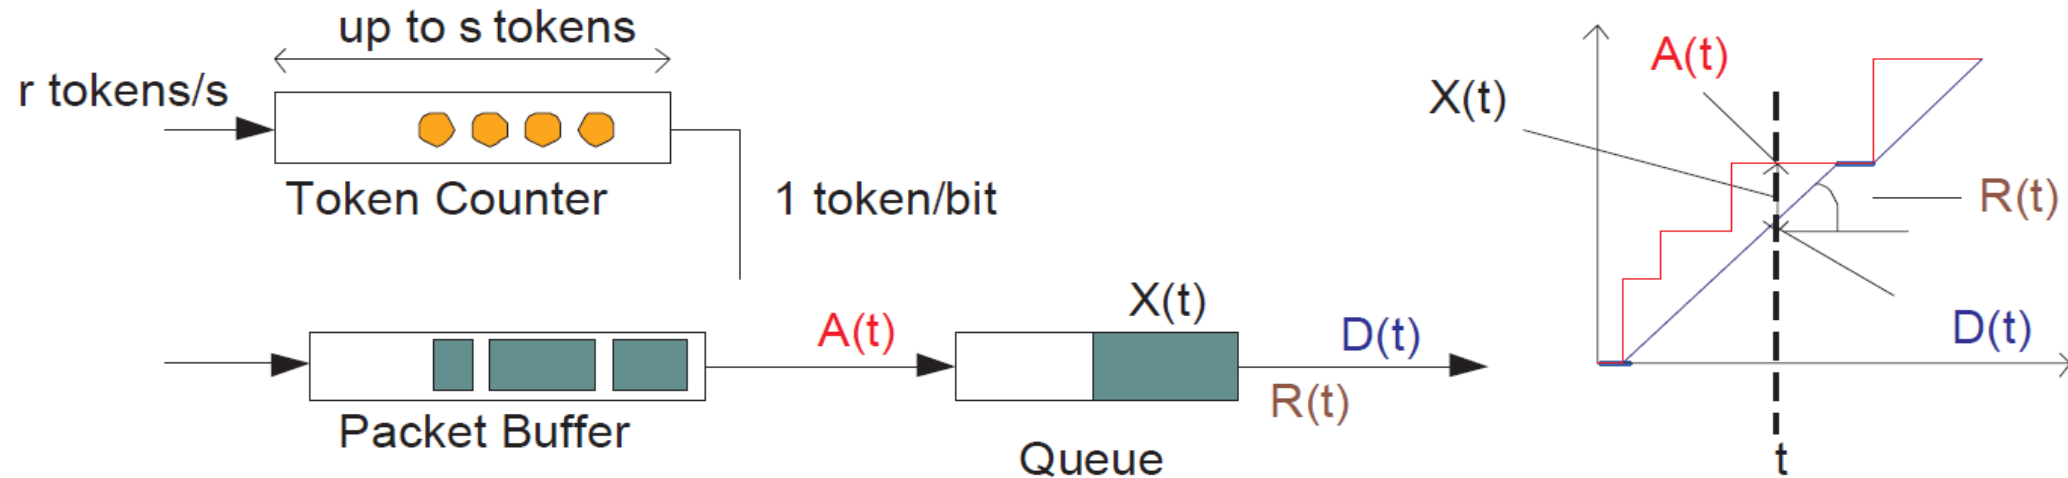 up to s tokens
r tokens/s
Token Counter
1 token/bit
A(t)
X(t)
D(t)
R(t)
Packet Buffer
Queue
A(t)
X(t)
R(t)
D(t)
t